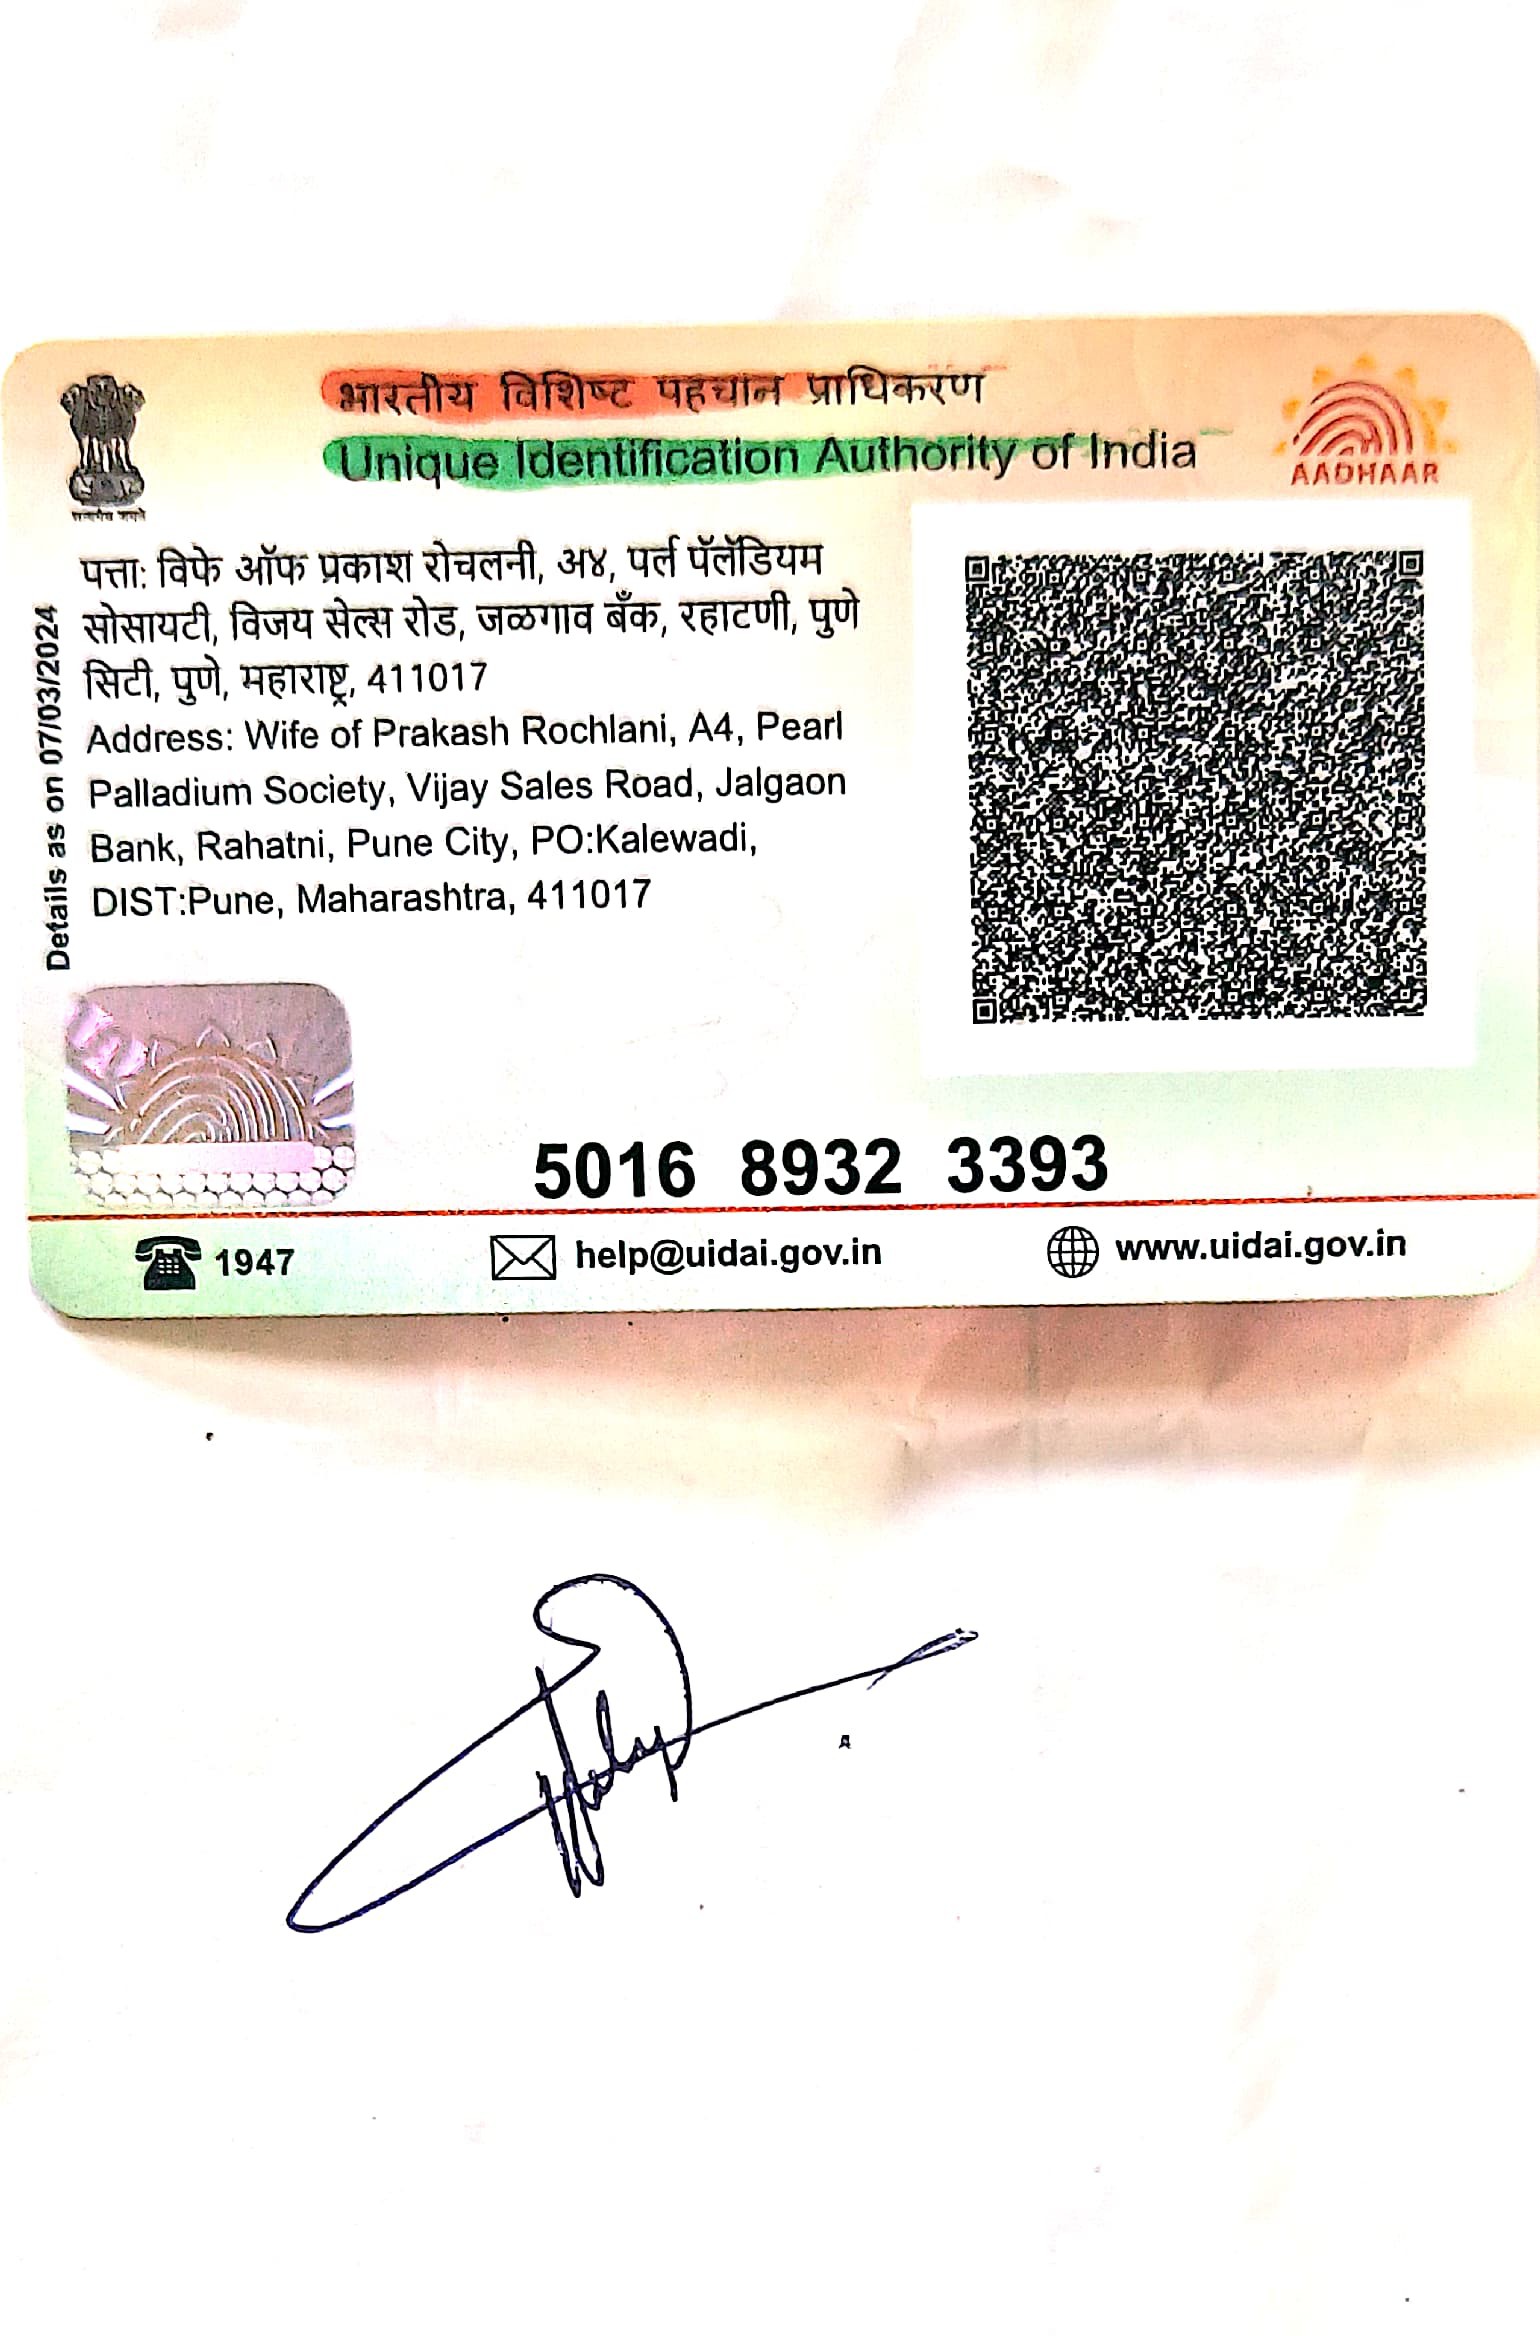 भारतीय विशिष्ट पहचान प्राधिकरण
Unique Identification Authority of India
AADHAAR
सत्यमेव जयते
पत्ता: विफे ऑफ प्रकाश रोचलनी, अ४, पर्ल पॅलॅडियम
सोसायटी, विजय सेल्स रोड, जळगाव बँक, रहाटणी, पुणे
सिटी, पुणे, महाराष्ट्र, 411017
Address: Wife of Prakash Rochlani, A4, Pearl
Palladium Society, Vijay Sales Road, Jalgaon
Bank, Rahatni, Pune City, PO:Kalewadi,
DIST:Pune, Maharashtra, 411017
Details as on 07/03/2024
5016 8932 3393
1947
help@uidai.gov.in
www.uidai.gov.in